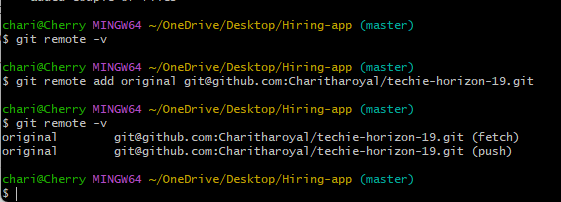 chari@Cherry MINGW64 ~/OneDrive/Desktop/Hiring-app (master)
$ git remote -v
chari@Cherry MINGW64 ~/OneDrive/Desktop/Hiring-app (master)
$ git remote add original git@github.com:Charitharoyal/techie-horizon-19.git
chari@Cherry MINGW64 ~/OneDrive/Desktop/Hiring-app (master)
$ git remote -v
original        git@github.com:Charitharoyal/techie-horizon-19.git (fetch)
original        git@github.com:Charitharoyal/techie-horizon-19.git (push)
chari@Cherry MINGW64 ~/OneDrive/Desktop/Hiring-app (master)
$